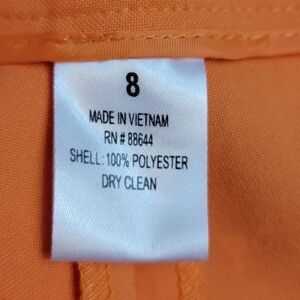 8
MADE IN VIETNAM
RN # 88644
SHELL: 100% POLYESTER
DRY CLEAN